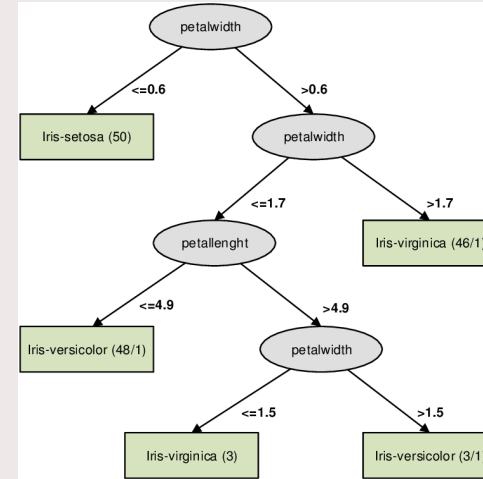 petalwidth
<=0.6
>0.6
Iris-setosa (50)
petalwidth
<=1.7
>1.7
petallenght
Iris-virginica (46/1)
<=4.9
>4.9
Iris-versicolor (48/1)
petalwidth
<=1.5
>1.5
Iris-virginica (3)
Iris-versicolor (3/1